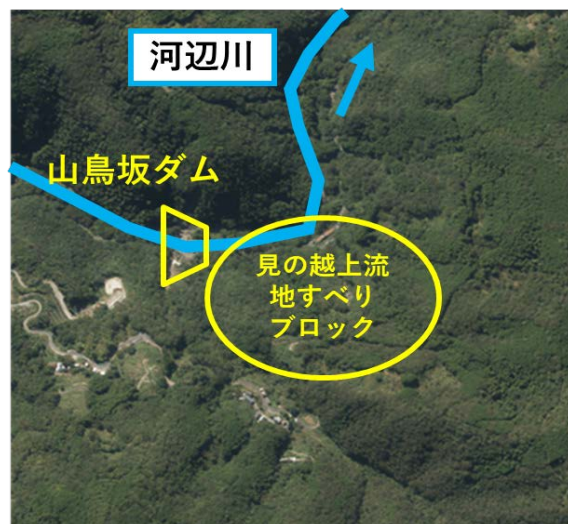 河辺川
山鳥坂ダム
見の越上流
地すべり
ブロック